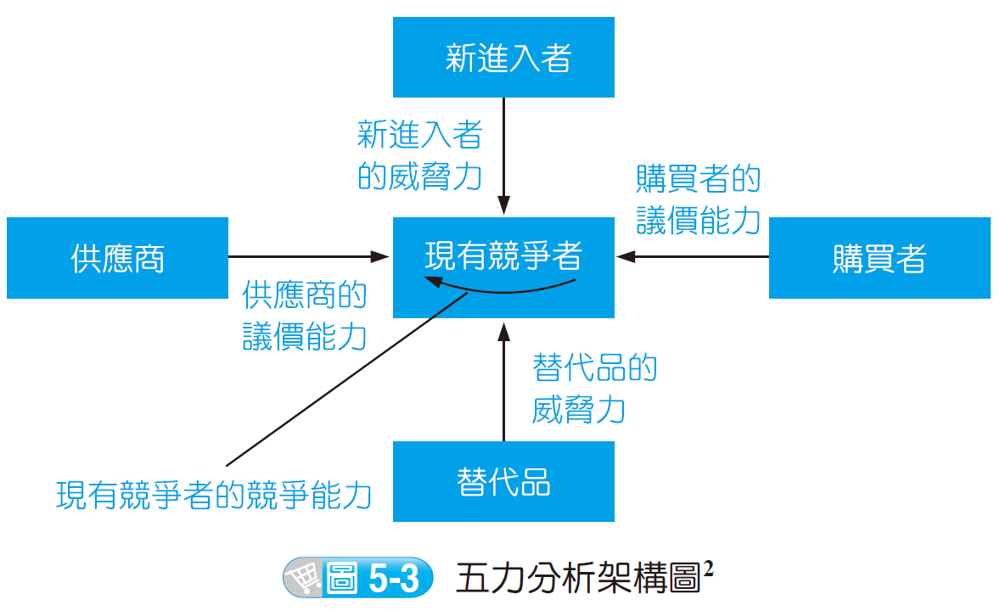 新進入者
新進入者
的威脅力
購買者的
議價能力
供應商
現有競爭者
購買者
供應商的
議價能力
替代品的
威脅力
替代品
現有競爭者的競爭能力
圖 5-3 五力分析架構圖2